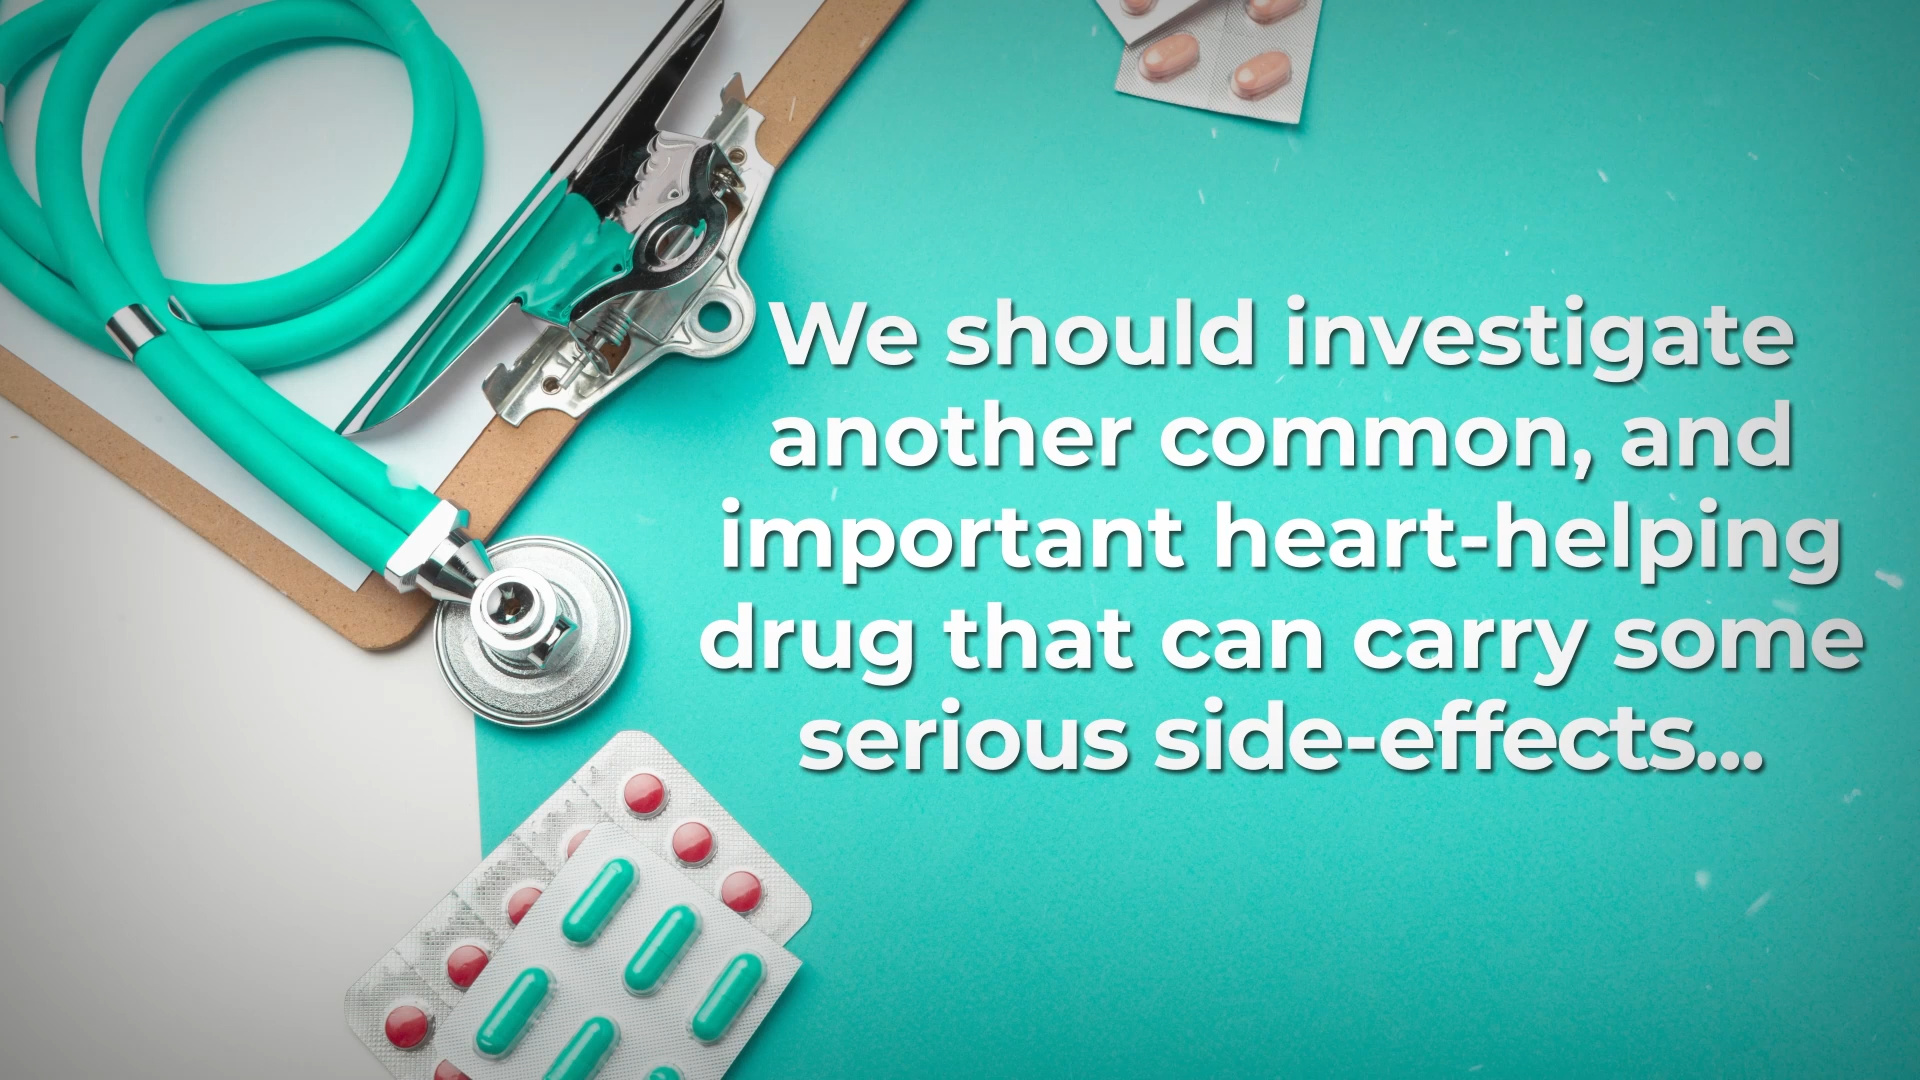 We should investigate
another common, and
important heart-helping
drug that can carry some
serious side-effects...